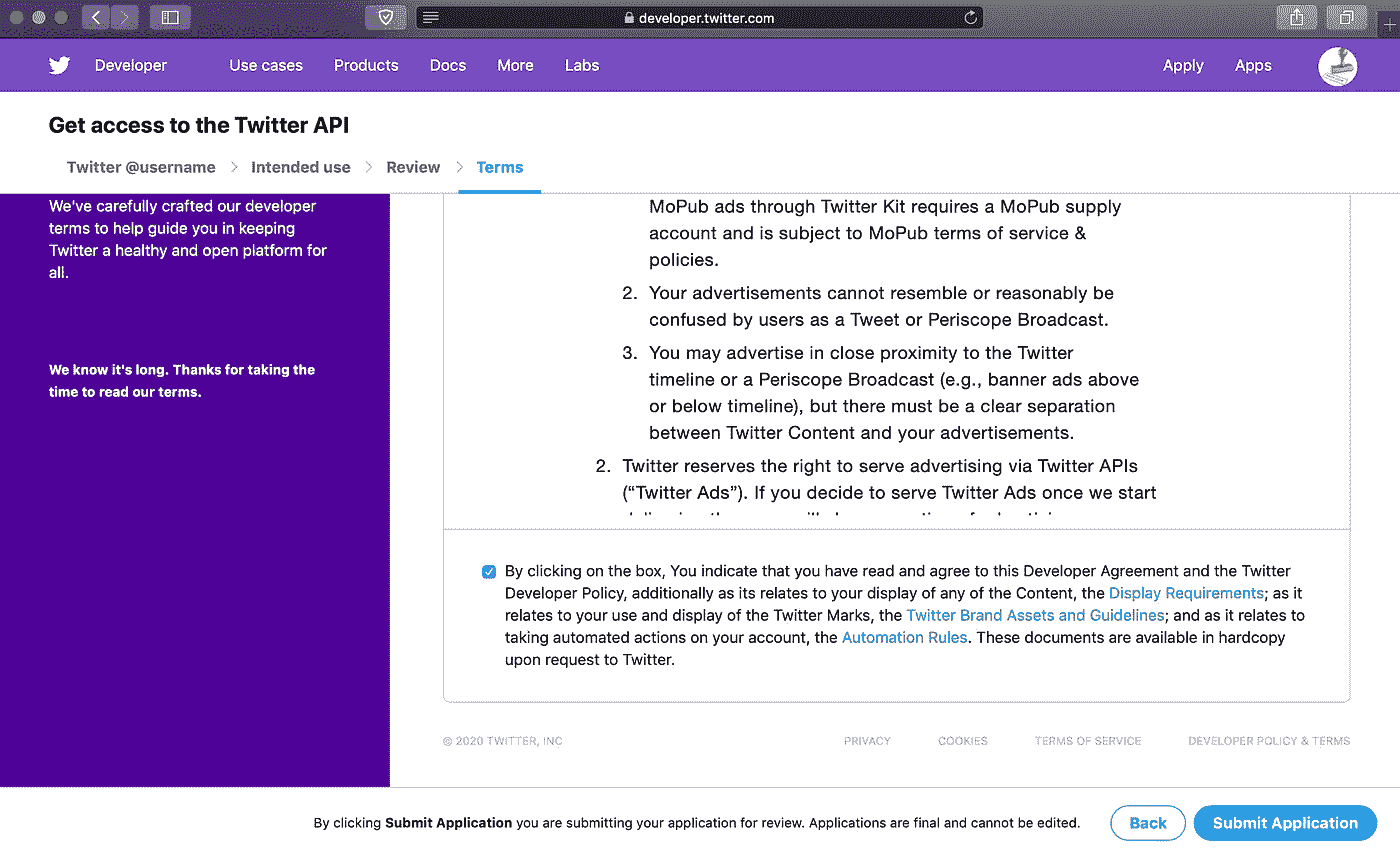 developer.twitter.com
Developer Use cases Products Docs More Labs Apply Apps
Get access to the Twitter API
Twitter @username Intended use Review Terms
We've carefully crafted our developer
terms to help guide you in keeping
Twitter a healthy and open platform for
all.
We know it's long. Thanks for taking the
time to read our terms.
MoPub ads through Twitter Kit requires a MoPub supply
account and is subject to MoPub terms of service &
policies.
2. Your advertisements cannot resemble or reasonably be
confused by users as a Tweet or Periscope Broadcast.
3. You may advertise in close proximity to the Twitter
timeline or a Periscope Broadcast (e.g., banner ads above
or below timeline), but there must be a clear separation
between Twitter Content and your advertisements.
2. Twitter reserves the right to serve advertising via Twitter APIs
(“Twitter Ads”). If you decide to serve Twitter Ads once we start
By clicking on the box, You indicate that you have read and agree to this Developer Agreement and the Twitter
Developer Policy, additionally as its relates to your display of any of the Content, the Display Requirements; as it
relates to your use and display of the Twitter Marks, the Twitter Brand Assets and Guidelines; and as it relates to
taking automated actions on your account, the Automation Rules. These documents are available in hardcopy
upon request to Twitter.
© 2020 TWITTER, INC PRIVACY COOKIES TERMS OF SERVICE DEVELOPER POLICY & TERMS
By clicking Submit Application you are submitting your application for review. Applications are final and cannot be edited. Back Submit Application